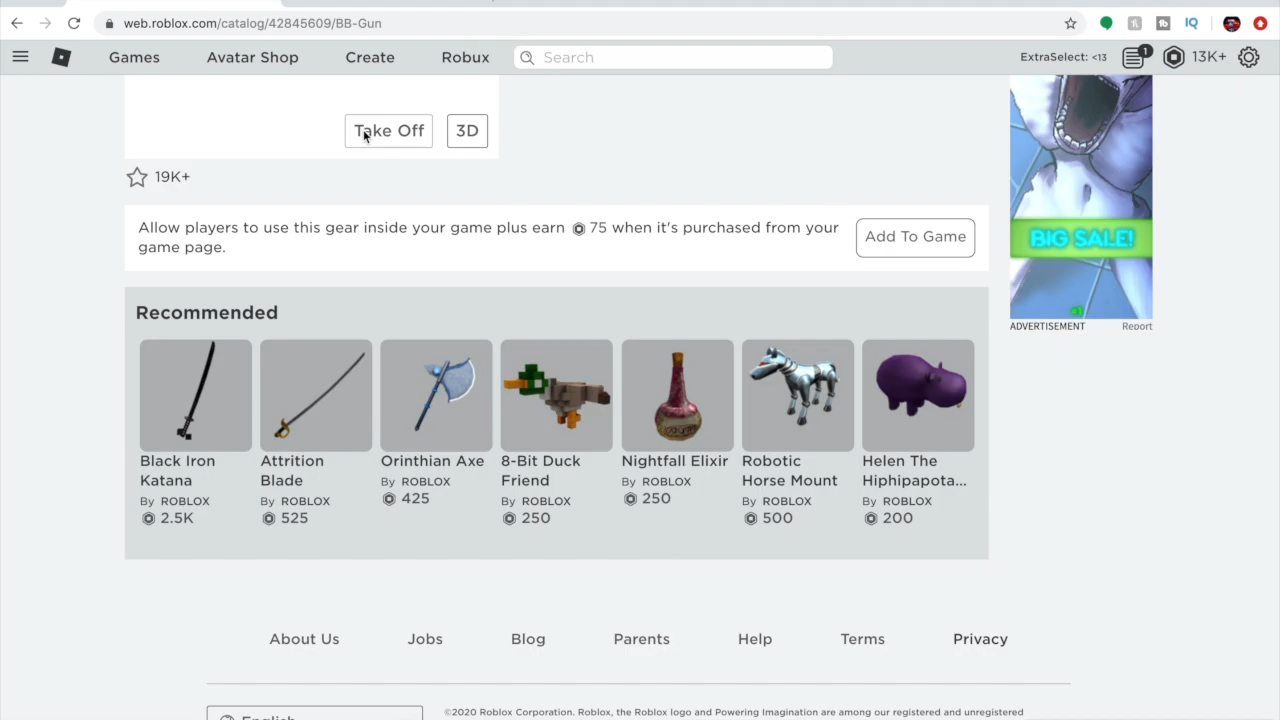 web.roblox.com/catalog/42845609/BB-Gun
IQ
Games Avatar Shop Create Robux Search ExtraSelect: <13 1 13K+
Take Off 3D
19K+
Allow players to use this gear inside your game plus earn 75 when it's purchased from your
game page.
Add To Game
BIG SALE!
ADVERTISEMENT Report
Recommended
Black Iron
Katana
By ROBLOX
2.5K
Attrition
Blade
By ROBLOX
525
Orinthian Axe
By ROBLOX
425
8-Bit Duck
Friend
By ROBLOX
250
Nightfall Elixir
By ROBLOX
250
Robotic
Horse Mount
By ROBLOX
500
Helen The
Hiphipapota...
By ROBLOX
200
About Us Jobs Blog Parents Help Terms Privacy
English
©2020 Roblox Corporation. Roblox, the Roblox logo and Powering Imagination are among our registered and unregistered